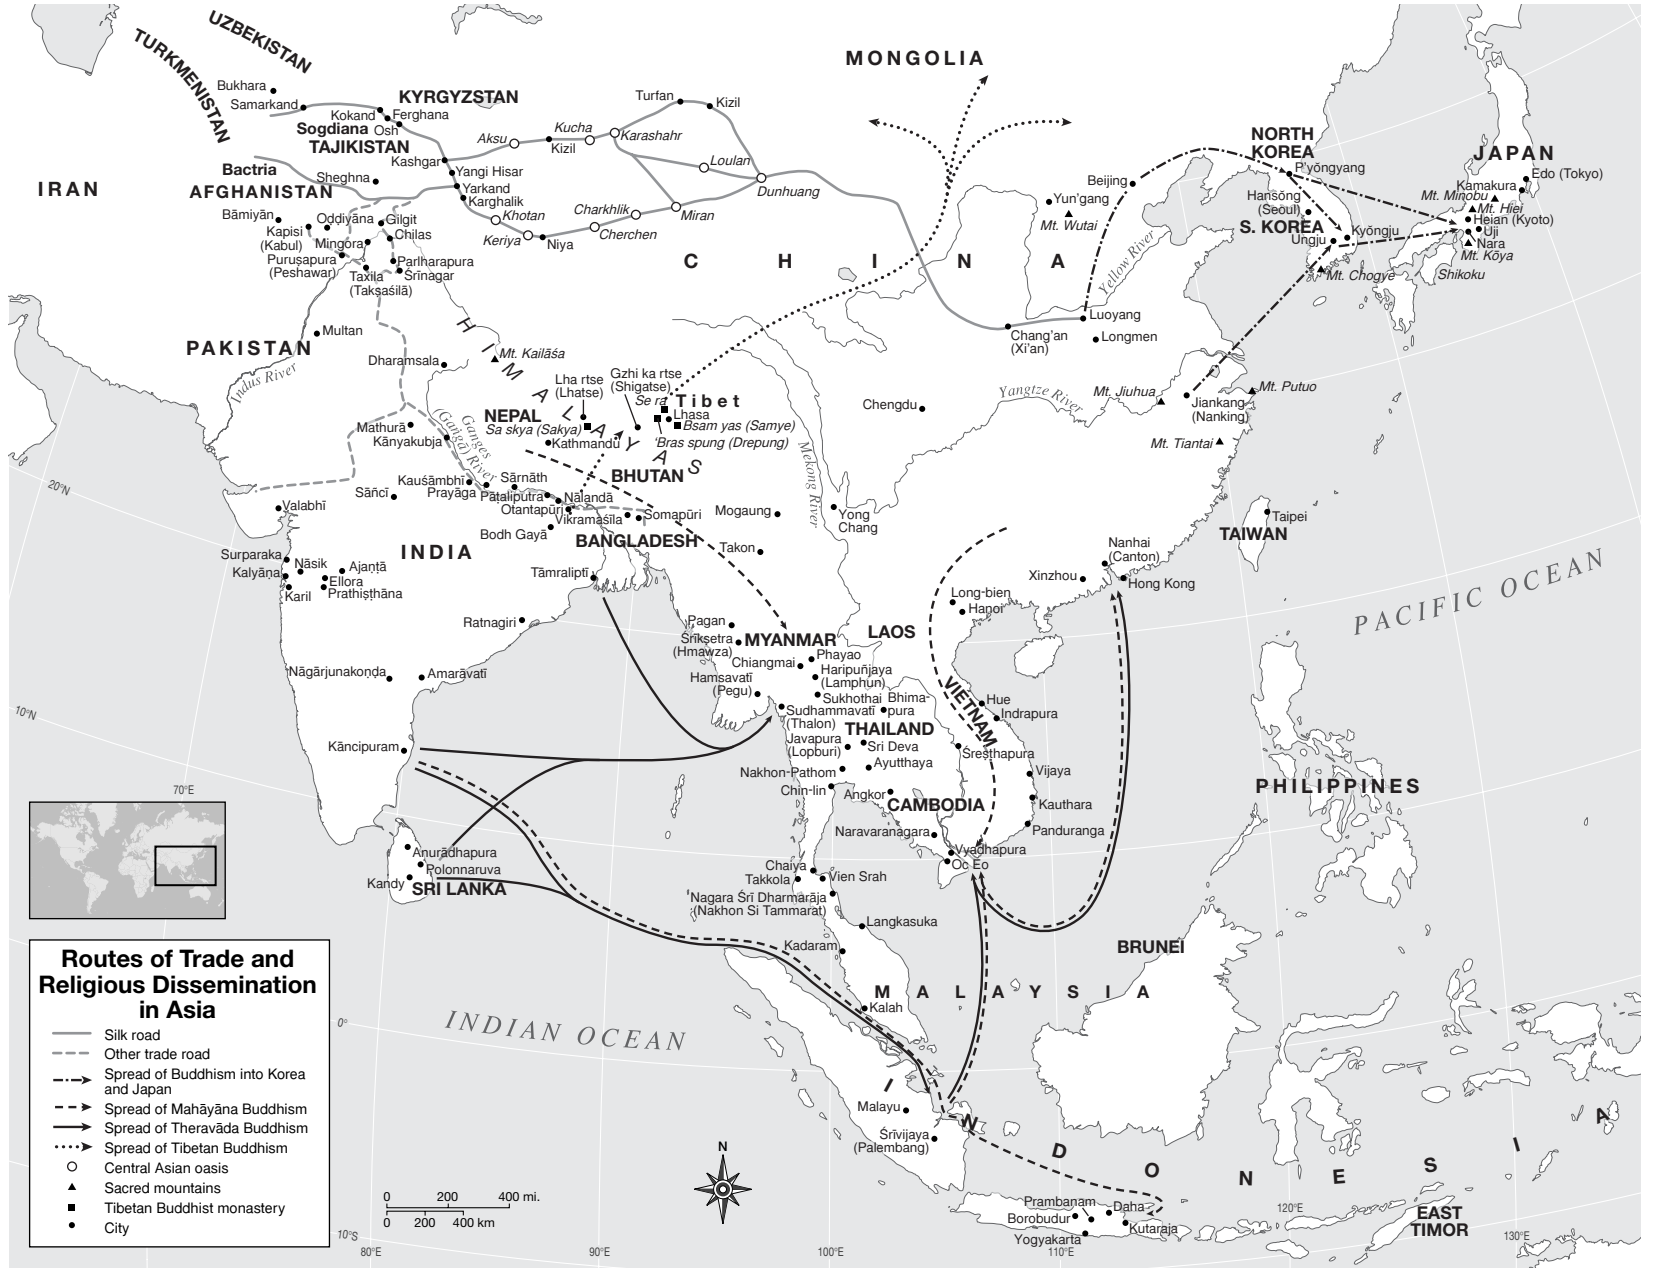 UZBEKISTAN
TURKMENISTAN
MONGOLIA
Bukhara
Samarkand
KYRGYZSTAN
Kokand
Ferghana
Sogdiana
Osh
TAJIKISTAN
Turfan
Kizil
Kucha
Aksu
Kizil
Karashahr
Kashgar
Yangi Hisar
Loulan
Dunhuang
Bactria
AFGHANISTAN
Sheghna
Yarkand
Karghalik
IRAN
Khotan
Charkhlik
Miran
Keriya
Niya
Cherchen
Bāmiyān
Oḍḍiyāna
Gilgit
Kapisi
(Kabul)
Mingora
Chilas
Puruṣapura
(Peshawar)
Parlharapura
Śrīnagar
Taxila
(Takṣaśilā)
NORTH
KOREA
P'yŏngyang
JAPAN
Edo (Tokyo)
Kamakura
Mt. Minobu
Mt. Hiei
Heian (Kyoto)
Uji
Nara
Mt. Kōya
Shikoku
Beijing
Yun'gang
Mt. Wutai
Hansŏng
(Seoul)
S. KOREA
Ungju
Kyŏngju
Mt. Chogye
Yellow River
CHINA
Luoyang
Chang'an
(Xi'an)
Longmen
Multan
PAKISTAN
Indus River
Dharamsala
HIMALAYAS
Mt. Kailāśa
Lha rtse
(Lhatse)
Gzhi ka rtse
(Shigatse)
Se ra
Tibet
Lhasa
Bsam yas (Samye)
'Bras spung (Drepung)
NEPAL
Sa skya (Sakya)
Kathmandu
BHUTAN
Mathurā
Kānyakubja
Ganges
(Gaṅgā) River
Chengdu
Yangtze River
Mt. Jiuhua
Mt. Putuo
Jiankang
(Nanking)
Mt. Tiantai
Mekong River
20°N
Kauśāmbhī
Sārnāth
Prayāga
Pāṭaliputra
Nālandā
Otantapūri
Vikramaśīla
Somapūri
Bodh Gayā
BANGLADESH
Sāñcī
Valabhī
Mogaung
Yong
Chang
Takon
TAIWAN
Taipei
Surparaka
Nāsik
Ajaṇṭā
Kalyāṇa
Ellora
Karil
Prathiṣṭhāna
INDIA
Tāmraliptī
Nanhai
(Canton)
Xinzhou
Hong Kong
PACIFIC OCEAN
Long-bien
Hanoi
Ratnagiri
Pagan
Śrīkṣetra
(Hmawza)
MYANMAR
LAOS
Phayao
Chiangmai
Haripuñjaya
(Lamphun)
Hamsavatī
(Pegu)
Nāgārjunakoṇḍa
Amarāvatī
Sukhothai
Bhima-
pura
Sudhammavatī
(Thalon)
VIETNAM
Hue
Indrapura
10°N
THAILAND
Javapura
(Lopburi)
Sri Deva
Ayutthaya
Śreṣthapura
Kāncipuram
Nakhon-Pathom
Chin-lin
Angkor
CAMBODIA
Vijaya
Kauthara
PHILIPPINES
70°E
Naravaranagara
Panduranga
Vyadhapura
Oc Eo
Anurādhapura
Polonnaruva
Kandy
SRI LANKA
Chaiya
Takkola
Vien Srah
Nagara Śrī Dharmarāja
(Nakhon Si Tammarat)
Langkasuka
Kadaram
BRUNEI
MALAYSIA
Kalah
INDIAN OCEAN
0°
Malayu
Śrīvijaya
(Palembang)
INDONESIA
Prambanam
Daha
Borobudur
Kutaraja
Yogyakarta
EAST
TIMOR
Routes of Trade and
Religious Dissemination
in Asia
Silk road
Other trade road
Spread of Buddhism into Korea
and Japan
Spread of Mahāyāna Buddhism
Spread of Theravāda Buddhism
Spread of Tibetan Buddhism
Central Asian oasis
Sacred mountains
Tibetan Buddhist monastery
City
0 200 400 mi.
0 200 400 km
N
10°S
80°E
90°E
100°E
110°E
120°E
130°E